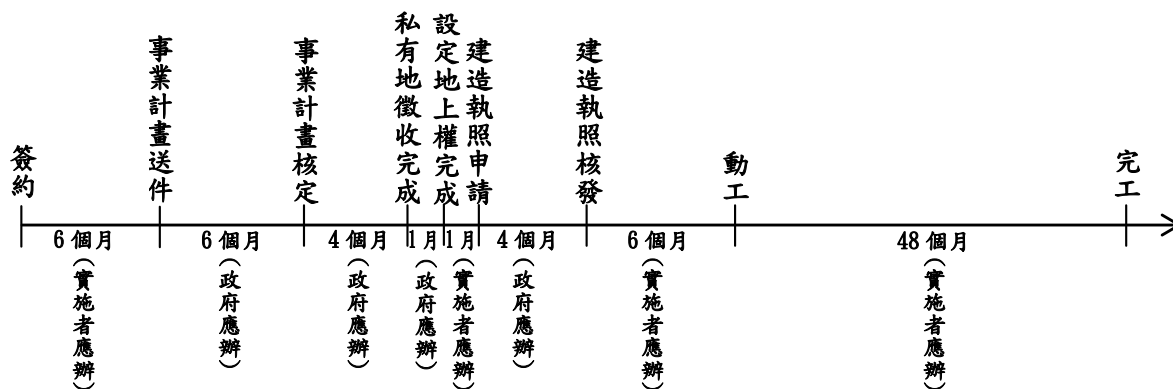 簽約
事業計畫送件
事業計畫核定
私有地徵收完成
設定地上權完成
建造執照申請
建造執照核發
動工
完工
6 個月
(實施者應辦)
6 個月
(政府應辦)
4 個月
(政府應辦)
1月
(政府應辦)
1月
(實施者應辦)
4 個月
(政府應辦)
6 個月
(實施者應辦)
48 個月
(實施者應辦)